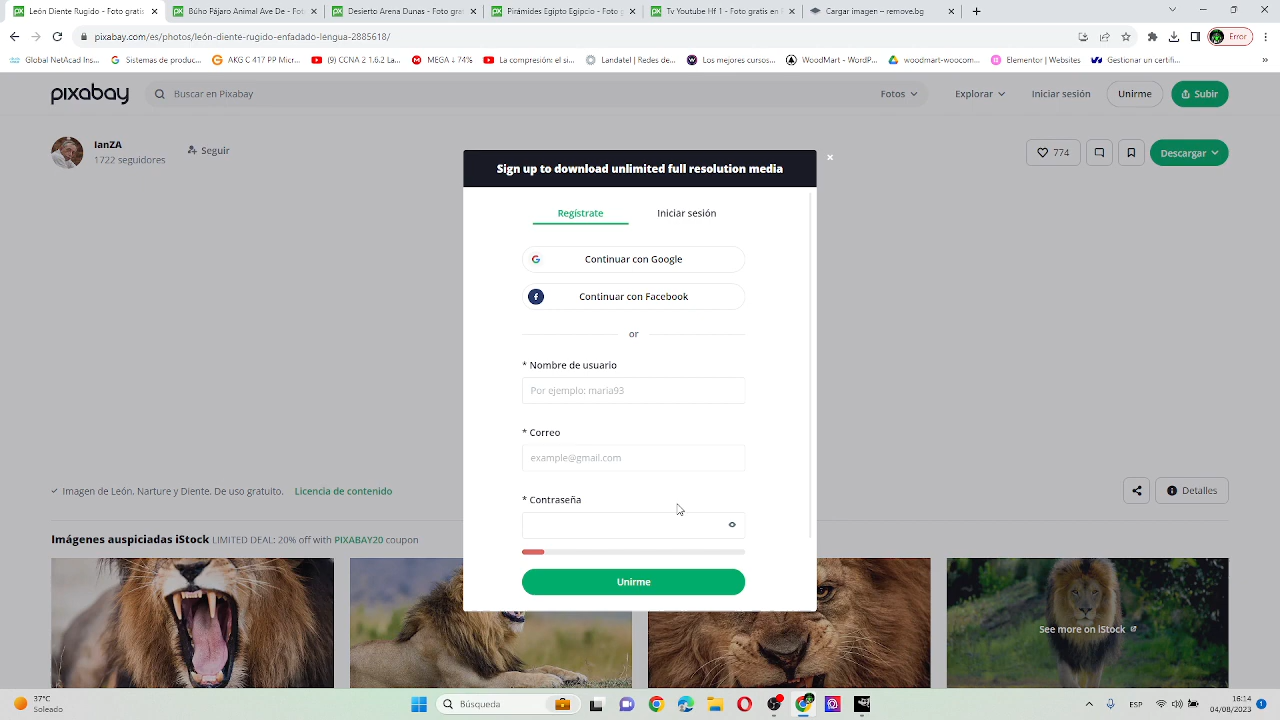 León Diente Rugido - Foto gratis
Búho Pájaro Animal Ave De - Foto
Desierto Arena Dunas - Foto grat
Pirámides Egipto Egipcio - Foto g
Tv Youtube Hf 1 - Foto gratis en P
Cargar imagen – remove.bg
pixabay.com/es/photos/león-diente-rugido-enfadado-lengua-2885618/
Error
Global NetAcad Ins...
Sistemas de produc...
AKG C 417 PP Micr...
(9) CCNA 2 1.6.2 La...
MEGA ↓ 74%
La compresión el si...
Landatel | Redes de...
Los mejores cursos...
WoodMart - WordP...
woodmart-woocom...
Elementor | Websites
Gestionar un certifi...
»
pixabay
Buscar en Pixabay
Fotos
Explorar
Iniciar sesión
Unirme
Subir
IanZA
1722 seguidores
Seguir
774
Descargar
Sign up to download unlimited full resolution media
Regístrate
Iniciar sesión
Continuar con Google
Continuar con Facebook
or
* Nombre de usuario
Por ejemplo: maria93
* Correo
example@gmail.com
* Contraseña
Unirme
Imagen de León, Narture y Diente. De uso gratuito.
Licencia de contenido
Detalles
Imágenes auspiciadas iStock LIMITED DEAL: 20% off with PIXABAY20 coupon
See more on iStock
37°C
Soleado
Búsqueda
ESP
16:14
04/08/2023